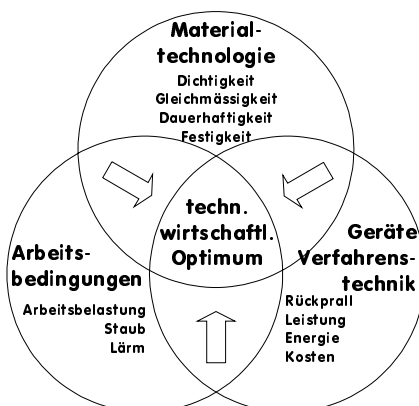 Material-
technologie
Dichtigkeit
Gleichmässigkeit
Dauerhaftigkeit
Festigkeit
techn.
wirtschaftl.
Optimum
Arbeits-
bedingungen
Arbeitsbelastung
Staub
Lärm
Geräte
Verfahrens-
technik
Rückprall
Leistung
Energie
Kosten